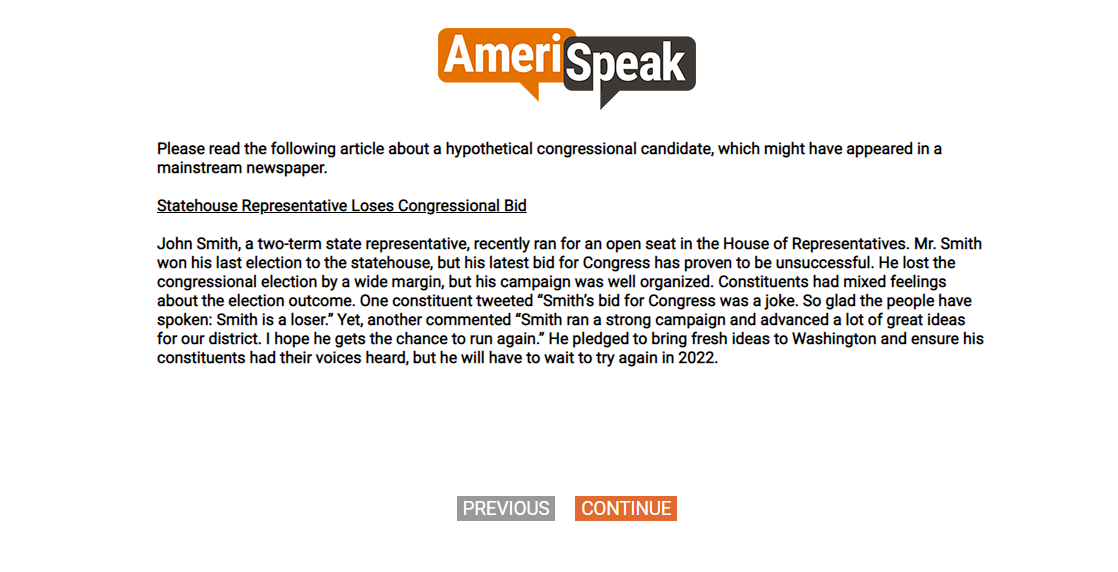 AmeriSpeak
Please read the following article about a hypothetical congressional candidate, which might have appeared in a
mainstream newspaper.
Statehouse Representative Loses Congressional Bid
John Smith, a two-term state representative, recently ran for an open seat in the House of Representatives. Mr. Smith
won his last election to the statehouse, but his latest bid for Congress has proven to be unsuccessful. He lost the
congressional election by a wide margin, but his campaign was well organized. Constituents had mixed feelings
about the election outcome. One constituent tweeted “Smith’s bid for Congress was a joke. So glad the people have
spoken: Smith is a loser.” Yet, another commented “Smith ran a strong campaign and advanced a lot of great ideas
for our district. I hope he gets the chance to run again.” He pledged to bring fresh ideas to Washington and ensure his
constituents had their voices heard, but he will have to wait to try again in 2022.
PREVIOUS CONTINUE